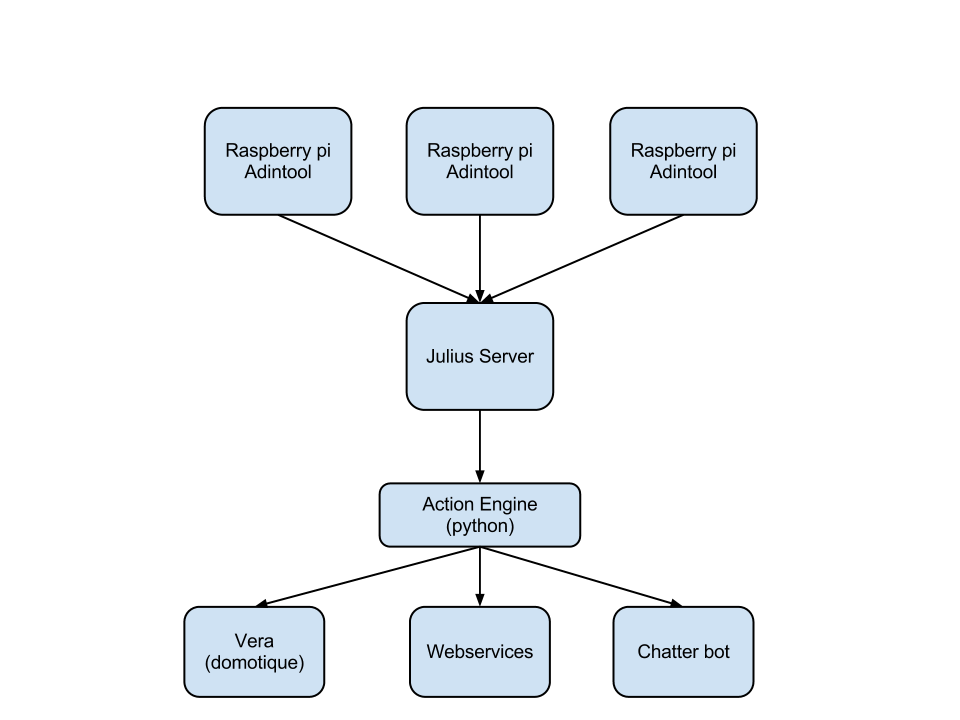 Raspberry pi
Adintool
Raspberry pi
Adintool
Raspberry pi
Adintool
Julius Server
Action Engine
(python)
Vera
(domotique)
Webservices
Chatter bot